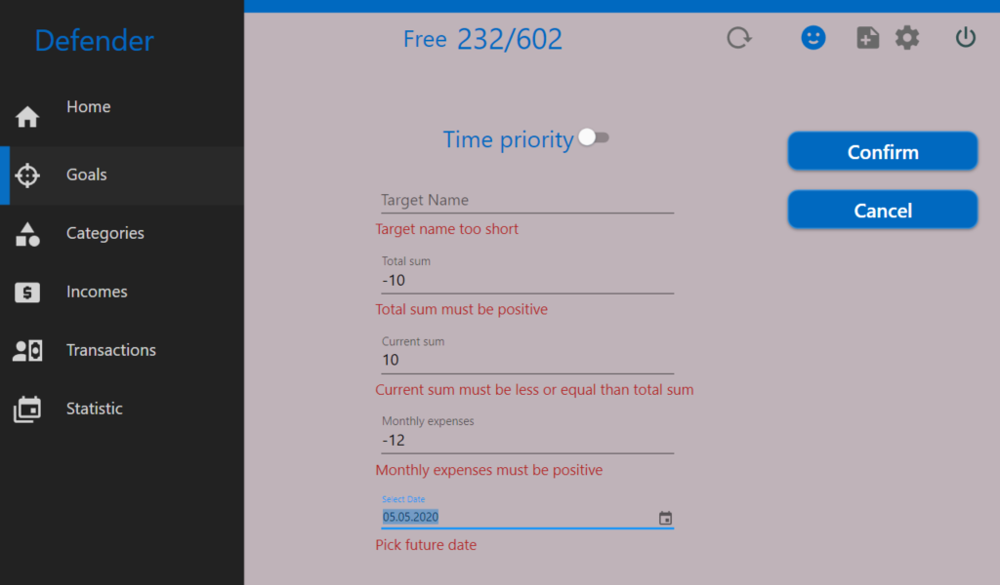 Defender
Free 232/602
Home
Goals
Categories
Incomes
Transactions
Statistic
Time priority
Confirm
Cancel
Target Name
Target name too short
Total sum
-10
Total sum must be positive
Current sum
10
Current sum must be less or equal than total sum
Monthly expenses
-12
Monthly expenses must be positive
Select Date
05.05.2020
Pick future date